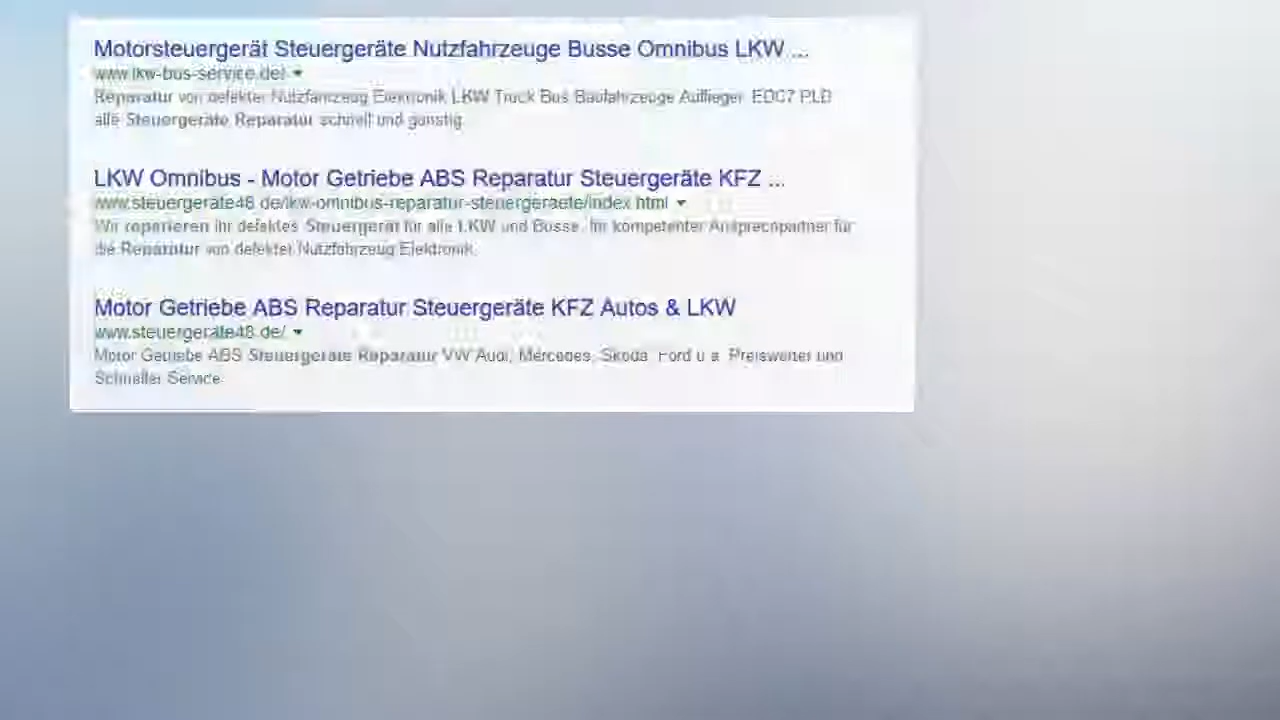 Motorsteuergerät Steuergeräte Nutzfahrzeuge Busse Omnibus LKW ...
www.lkw-bus-service.de/
Reparatur von defekter Nutzfahrzeug Elektronik LKW Truck Bus Baufahrzeuge Auflieger EDC7 PLD
alle Steuergeräte Reparatur schnell und günstig.
LKW Omnibus - Motor Getriebe ABS Reparatur Steuergeräte KFZ ...
www.steuergerate48.de/lkw-omnibus-reparatur-steuergeraete/index.html
Wir reparieren Ihr defektes Steuergerät für alle LKW und Busse. Ihr kompetenter Ansprechpartner für
die Reparatur von defekter Nutzfahrzeug Elektronik.
Motor Getriebe ABS Reparatur Steuergeräte KFZ Autos & LKW
www.steuergerate48.de/
Motor Getriebe ABS Steuergeräte Reparatur VW Audi, Mercedes, Skoda, Ford u.a. Preiswerter und
Schneller Service.